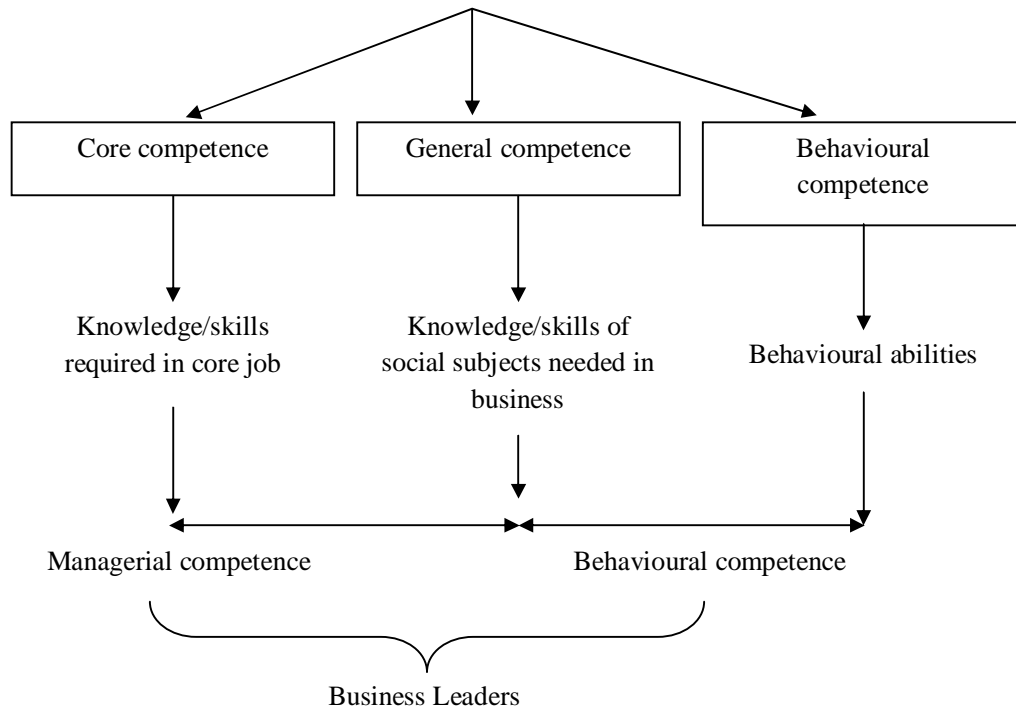 Core competence
General competence
Behavioural
competence
Knowledge/skills
required in core job
Knowledge/skills of
social subjects needed in
business
Behavioural abilities
Managerial competence
Behavioural competence
Business Leaders